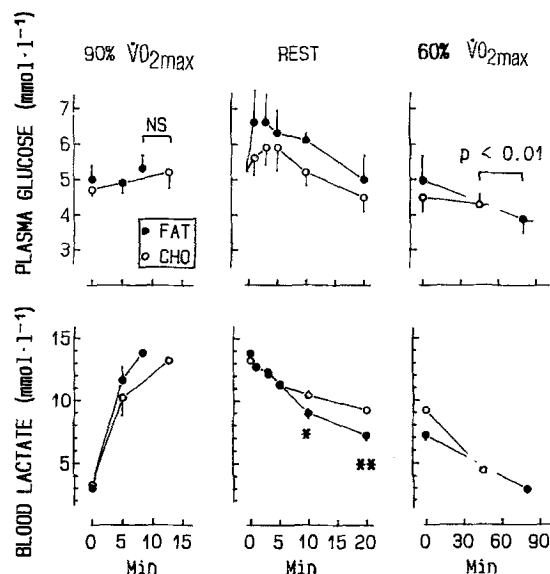 90% V̇O2max
REST
60% V̇O2max
PLASMA GLUCOSE (mmol·l-1)
7
6
5
4
3
NS
p < 0.01
FAT
CHO
BLOOD LACTATE (mmol·l-1)
15
10
5
*
**
0 5 10 15
0 5 10 15 20
0 30 60 90
Min
Min
Min